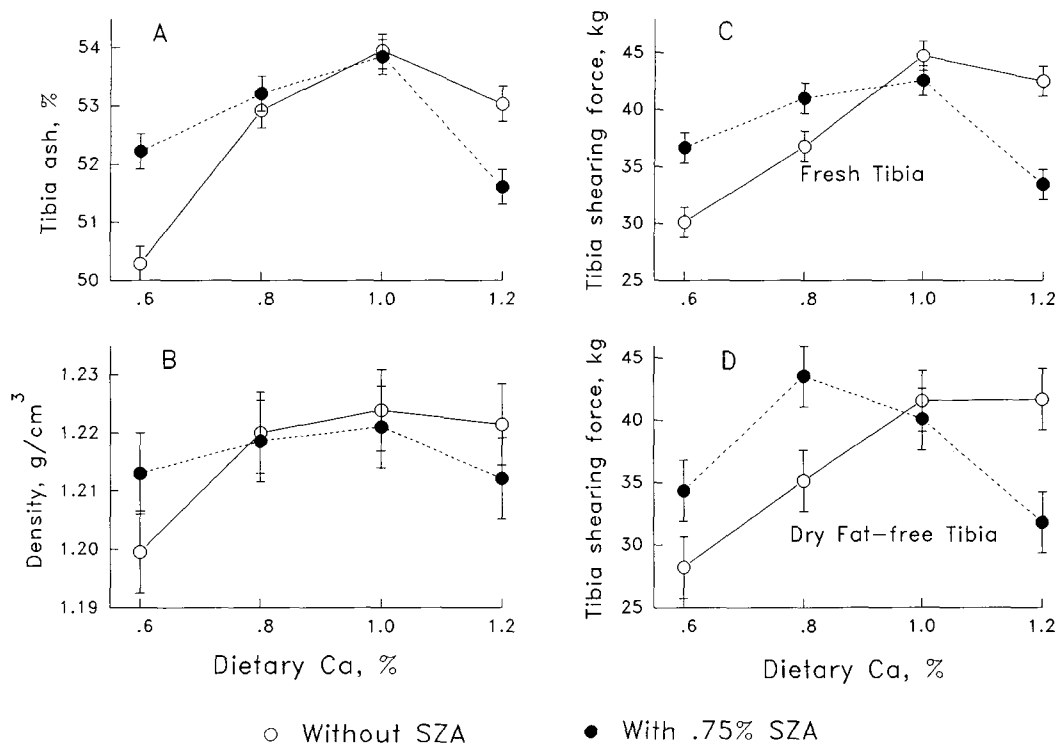 A
Tibia ash, %
54
53
52
51
50
.6 .8 1.0 1.2
B
Density, g/cm³
1.23
1.22
1.21
1.20
1.19
.6 .8 1.0 1.2
Dietary Ca, %
C
Tibia shearing force, kg
45
40
35
30
25
Fresh Tibia
.6 .8 1.0 1.2
D
Tibia shearing force, kg
45
40
35
30
25
Dry Fat-free Tibia
.6 .8 1.0 1.2
Dietary Ca, %
○ Without SZA ● With .75% SZA